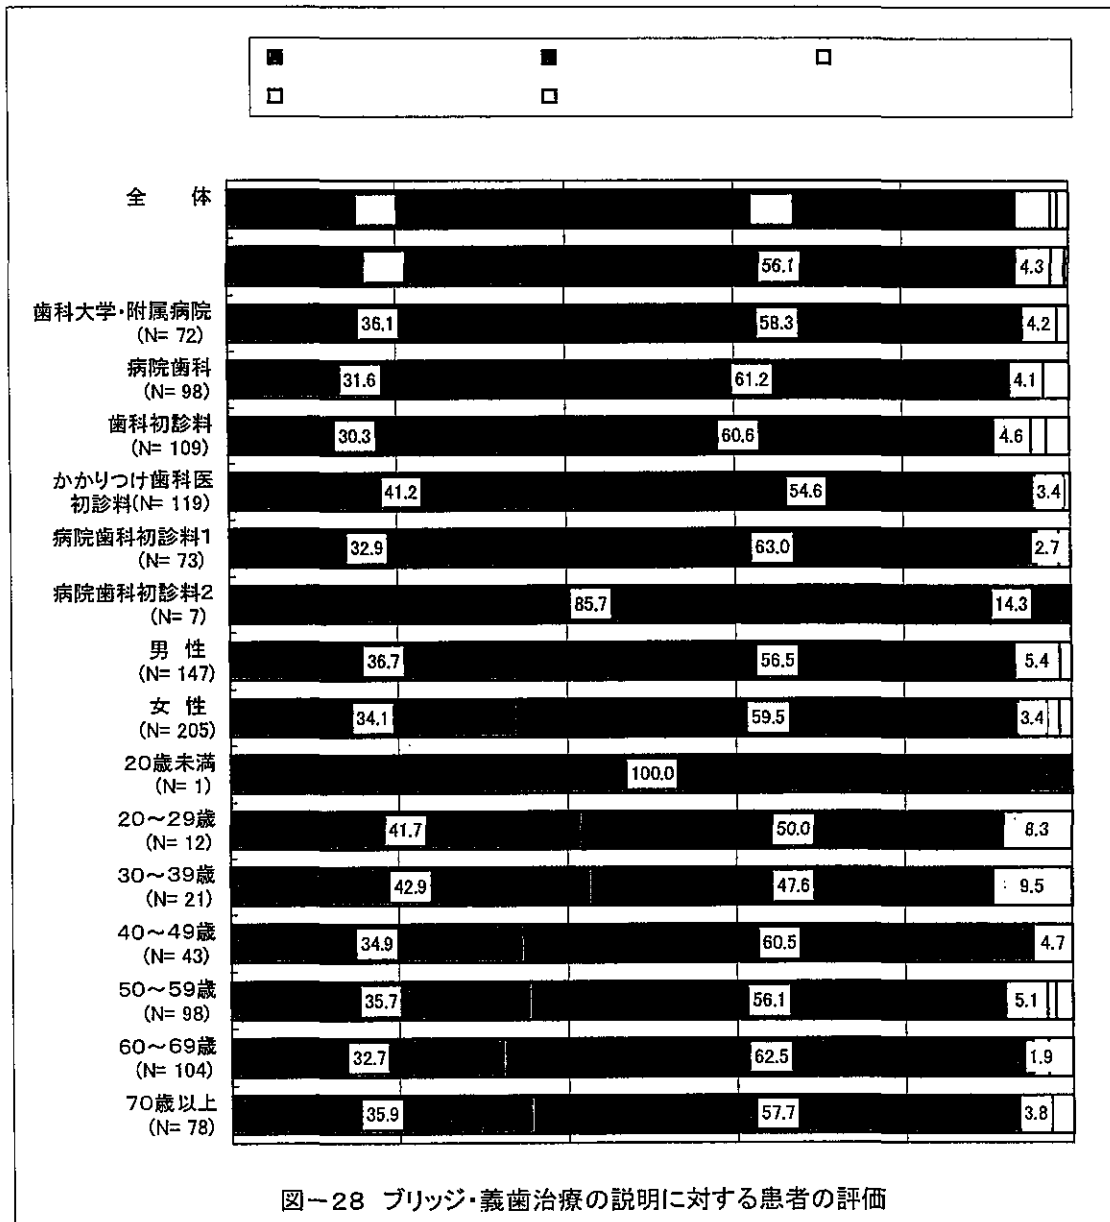 全 体
56.1 4.3
歯科大学・附属病院
(N= 72)
36.1 58.3 4.2
病院歯科
(N= 98)
31.6 61.2 4.1
歯科初診料
(N= 109)
30.3 60.6 4.6
かかりつけ歯科医
初診料(N= 119)
41.2 54.6 3.4
病院歯科初診料1
(N= 73)
32.9 63.0 2.7
病院歯科初診料2
(N= 7)
85.7 14.3
男 性
(N= 147)
36.7 56.5 5.4
女 性
(N= 205)
34.1 59.5 3.4
20歳未満
(N= 1)
100.0
20～29歳
(N= 12)
41.7 50.0 8.3
30～39歳
(N= 21)
42.9 47.6 9.5
40～49歳
(N= 43)
34.9 60.5 4.7
50～59歳
(N= 98)
35.7 56.1 5.1
60～69歳
(N= 104)
32.7 62.5 1.9
70歳以上
(N= 78)
35.9 57.7 3.8
図－28 ブリッジ・義歯治療の説明に対する患者の評価